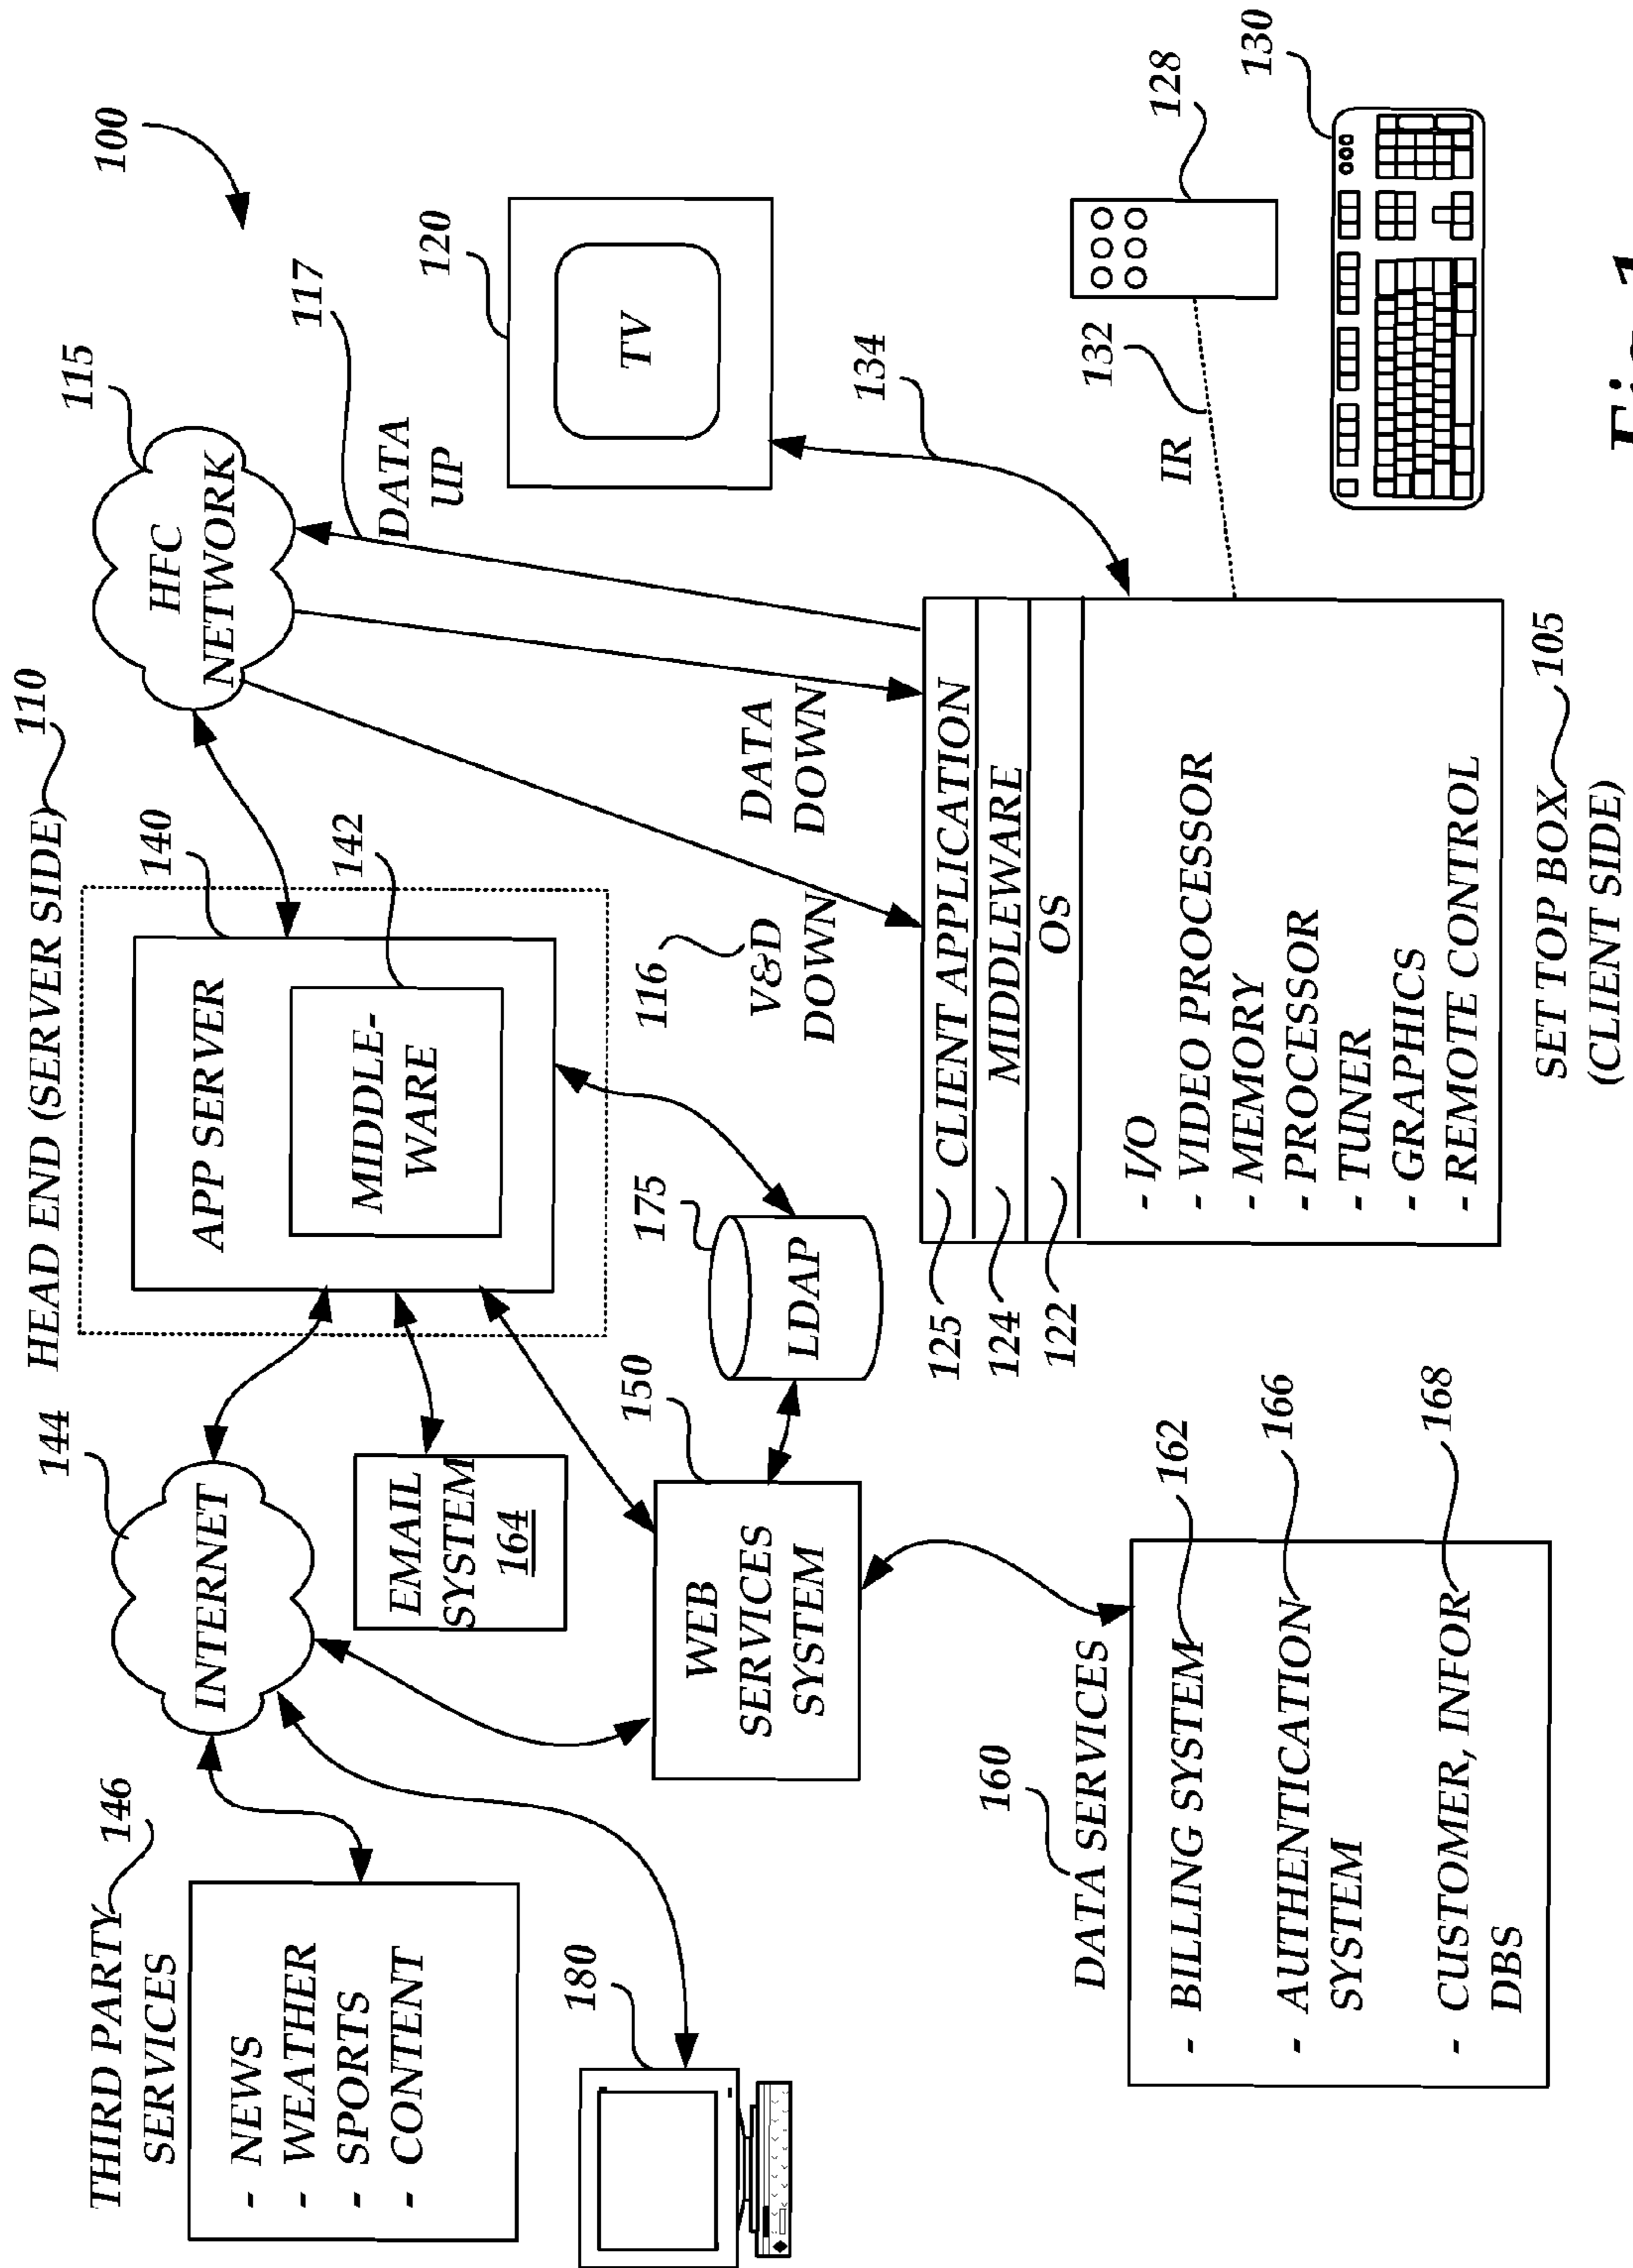 100
HEAD END (SERVER SIDE)
110
115
HFC
NETWORK
140
APP SERVER
142
MIDDLE-
WARE
144
INTERNET
THIRD PARTY
SERVICES
146
- NEWS
- WEATHER
- SPORTS
- CONTENT
EMAIL
SYSTEM
164
117
DATA
UP
120
TV
180
150
WEB
SERVICES
SYSTEM
175
LDAP
116
V&D
DOWN
DATA
DOWN
134
160
DATA SERVICES
- BILLING SYSTEM
162
- AUTHENTICATION
SYSTEM
166
- CUSTOMER, INFOR
DBS
168
125
CLIENT APPLICATION
124
MIDDLEWARE
122
OS
- I/O
- VIDEO PROCESSOR
- MEMORY
- PROCESSOR
- TUNER
- GRAPHICS
- REMOTE CONTROL
SET TOP BOX
105
(CLIENT SIDE)
IR
132
128
130